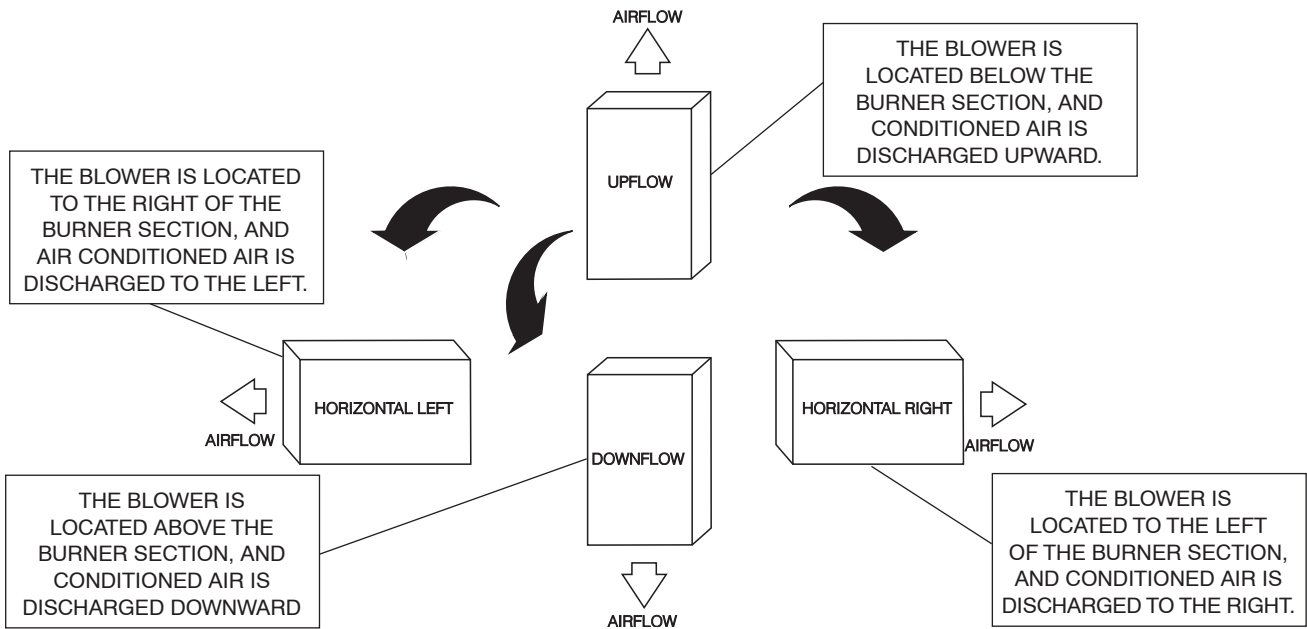 AIRFLOW
THE BLOWER IS
LOCATED BELOW THE
BURNER SECTION, AND
CONDITIONED AIR IS
DISCHARGED UPWARD.
THE BLOWER IS LOCATED
TO THE RIGHT OF THE
BURNER SECTION, AND
AIR CONDITIONED AIR IS
DISCHARGED TO THE LEFT.
UPFLOW
HORIZONTAL LEFT
AIRFLOW
DOWNFLOW
HORIZONTAL RIGHT
AIRFLOW
THE BLOWER IS
LOCATED ABOVE THE
BURNER SECTION, AND
CONDITIONED AIR IS
DISCHARGED DOWNWARD
THE BLOWER IS
LOCATED TO THE LEFT
OF THE BURNER SECTION,
AND CONDITIONED AIR IS
DISCHARGED TO THE RIGHT.
AIRFLOW